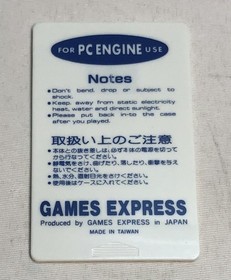 FOR PC ENGINE USE
Notes
●Don't bend, drop or subject to
shock.
●Keep away from static electricity
heat, water and direct sunlight.
●Please put back in-to the case
after you played.
取扱い上のご注意
●本体との抜き差しは、必ず本体の電源を切って
から行なってください。
●静電気をさけ、曲げたり、落したり、衝撃を与え
ないでください。
●熱、水分、直射日光をさけてください。
●使用後はケースに入れてください。
GAMES EXPRESS
Produced by GAMES EXPRESS in JAPAN
MADE IN TAIWAN